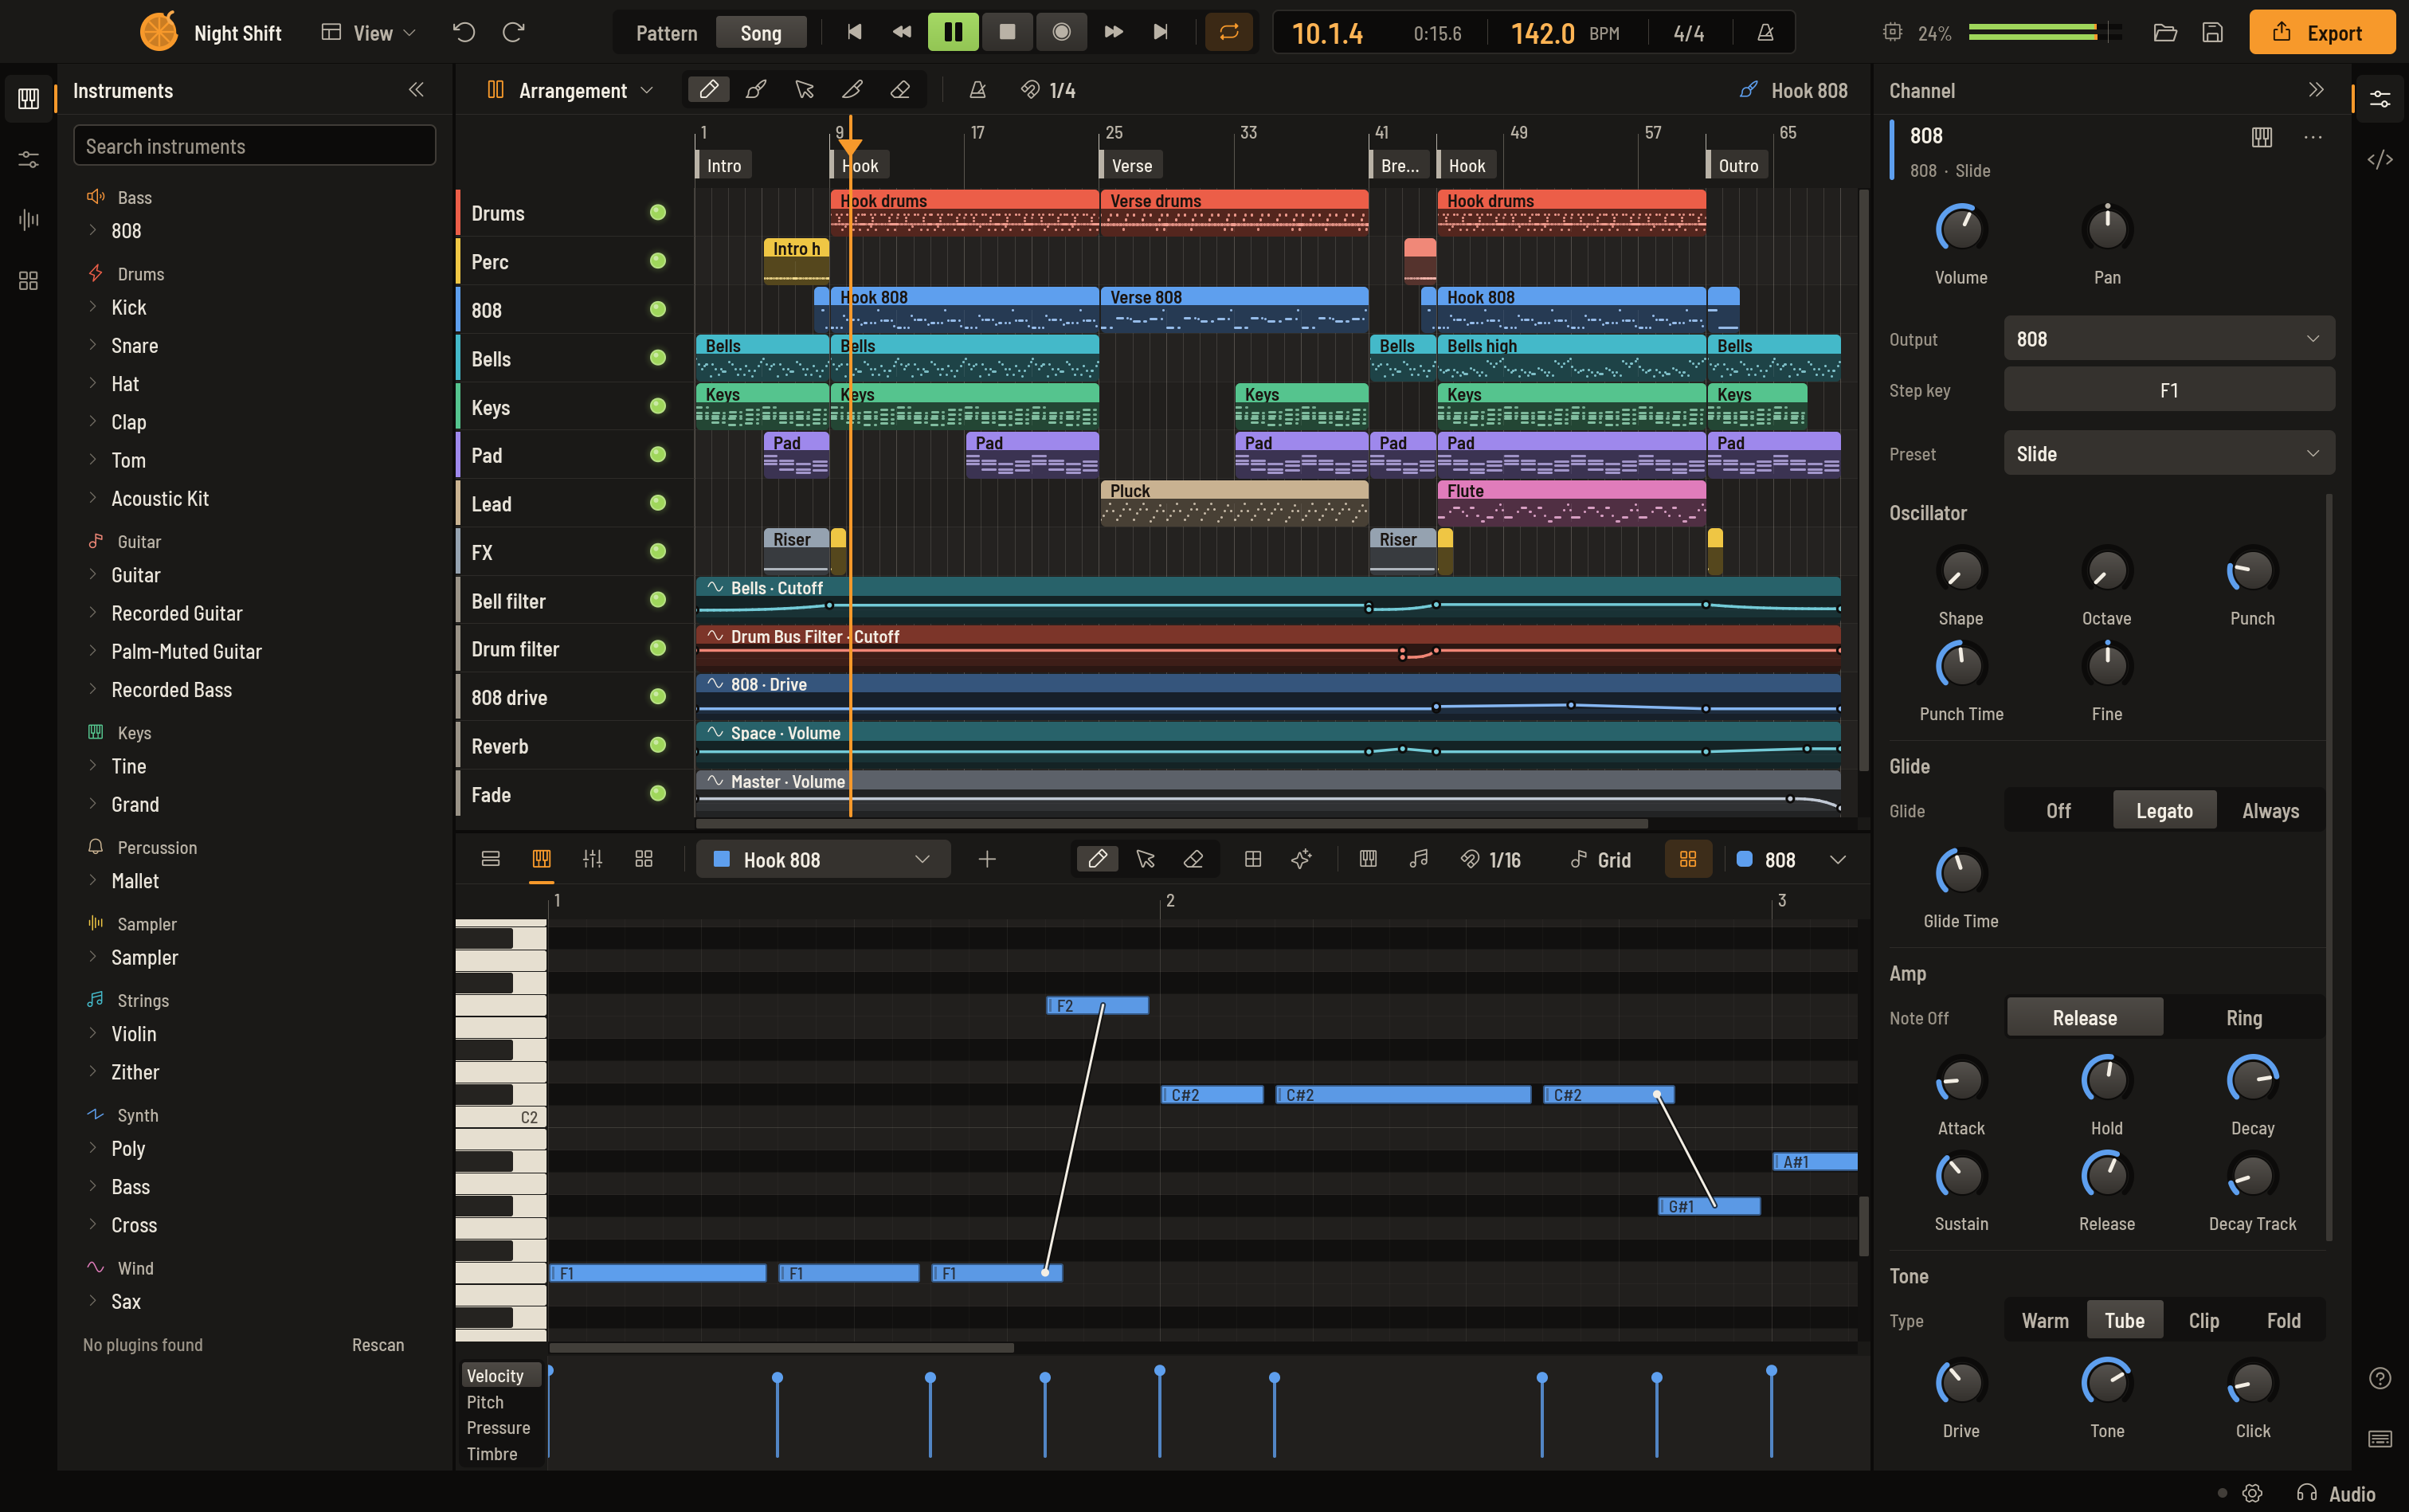 Night Shift
View
Pattern
Song
10.1.4
0:15.6
142.0 BPM
4/4
24%
Export
Instruments
Search instruments
Bass
808
Drums
Kick
Snare
Hat
Clap
Tom
Acoustic Kit
Guitar
Guitar
Recorded Guitar
Palm-Muted Guitar
Recorded Bass
Keys
Tine
Grand
Percussion
Mallet
Sampler
Sampler
Strings
Violin
Zither
Synth
Poly
Bass
Cross
Wind
Sax
No plugins found
Rescan
Arrangement
1/4
Hook 808
1 9 17 25 33 41 49 57 65
Intro Hook Verse Bre... Hook Outro
Drums
Hook drums Verse drums Hook drums
Perc
Intro h
808
Hook 808 Verse 808 Hook 808
Bells
Bells Bells Bells Bells high Bells
Keys
Keys Keys Keys Keys Keys
Pad
Pad Pad Pad Pad Pad Pad
Lead
Pluck Flute
FX
Riser Riser
Bell filter
Bells · Cutoff
Drum filter
Drum Bus Filter · Cutoff
808 drive
808 · Drive
Reverb
Space · Volume
Fade
Master · Volume
Hook 808
1/16
Grid
808
1 2 3
F2
C#2 C#2 C#2
C2
A#1
G#1
F1 F1 F1
Velocity
Pitch
Pressure
Timbre
Channel
808
808 · Slide
Volume Pan
Output 808
Step key F1
Preset Slide
Oscillator
Shape Octave Punch
Punch Time Fine
Glide
Glide Off Legato Always
Glide Time
Amp
Note Off Release Ring
Attack Hold Decay
Sustain Release Decay Track
Tone
Type Warm Tube Clip Fold
Drive Tone Click
Audio